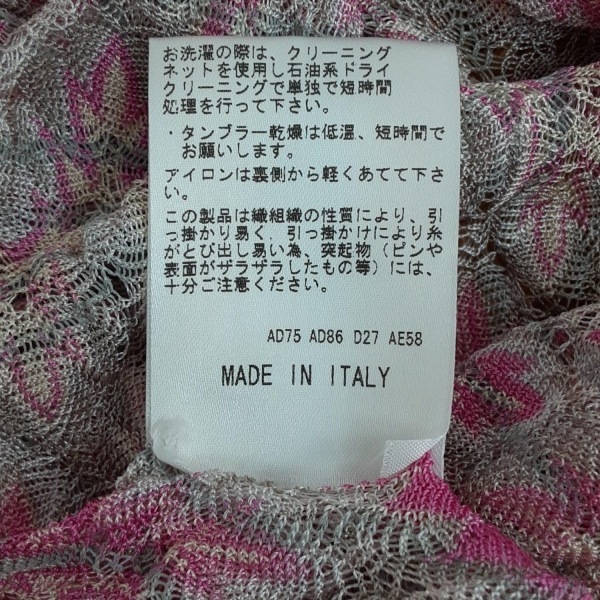 お洗濯の際は、クリーニング
ネットを使用し石油系ドライ
クリーニングで単独で短時間
処理を行って下さい。
・タンブラー乾燥は低温、短時間で
お願いします。
アイロンは裏側から軽くあてて下さ
い。
この製品は繊組織の性質により、引
っ掛かり易く、引っ掛かけにより糸
がとび出し易い為、突起物（ピンや
表面がザラザラしたもの等）には、
十分ご注意ください。
AD75 AD86 D27 AE58
MADE IN ITALY